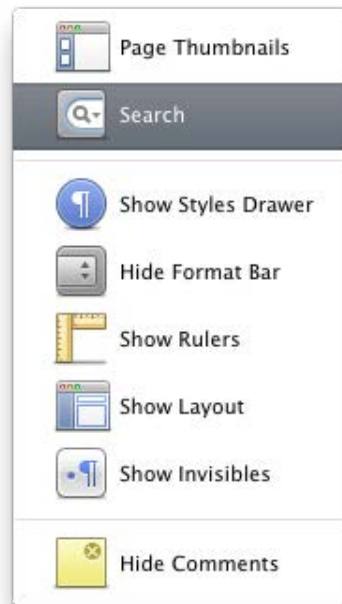 Page Thumbnails
Search
Show Styles Drawer
Hide Format Bar
Show Rulers
Show Layout
Show Invisibles
Hide Comments